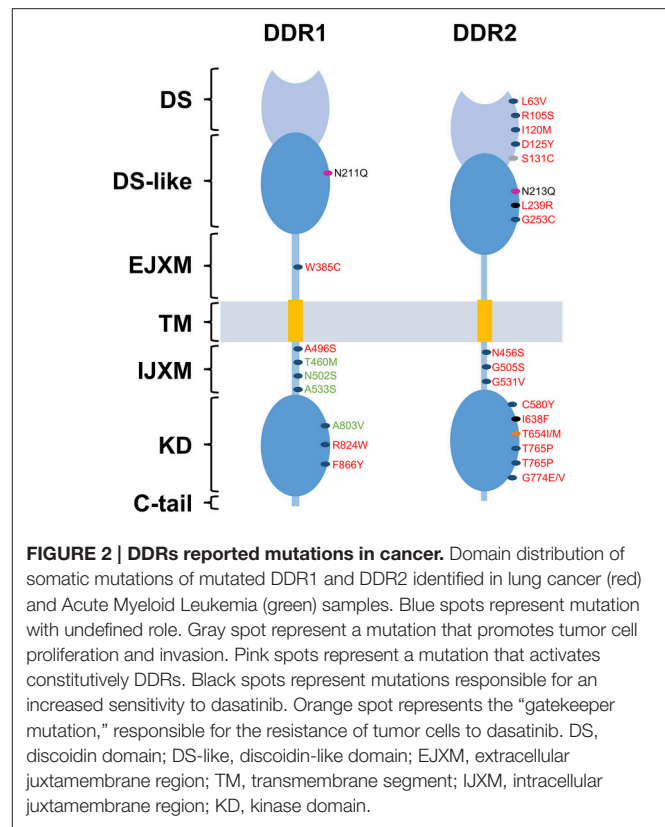 DDR1 DDR2
DS
L63V
R105S
I120M
D125Y
S131C
DS-like
N211Q
N213Q
L239R
G253C
EJXM
W385C
TM
IJXM
A496S
T460M
N502S
A533S
N456S
G505S
G531V
KD
A803V
R824W
F866Y
C580Y
I638F
T654I/M
T765P
T765P
G774E/V
C-tail
FIGURE 2 | DDRs reported mutations in cancer. Domain distribution of
somatic mutations of mutated DDR1 and DDR2 identified in lung cancer (red)
and Acute Myeloid Leukemia (green) samples. Blue spots represent mutation
with undefined role. Gray spot represent a mutation that promotes tumor cell
proliferation and invasion. Pink spots represent a mutation that activates
constitutively DDRs. Black spots represent mutations responsible for an
increased sensitivity to dasatinib. Orange spot represents the “gatekeeper
mutation,” responsible for the resistance of tumor cells to dasatinib. DS,
discoidin domain; DS-like, discoidin-like domain; EJXM, extracellular
juxtamembrane region; TM, transmembrane segment; IJXM, intracellular
juxtamembrane region; KD, kinase domain.